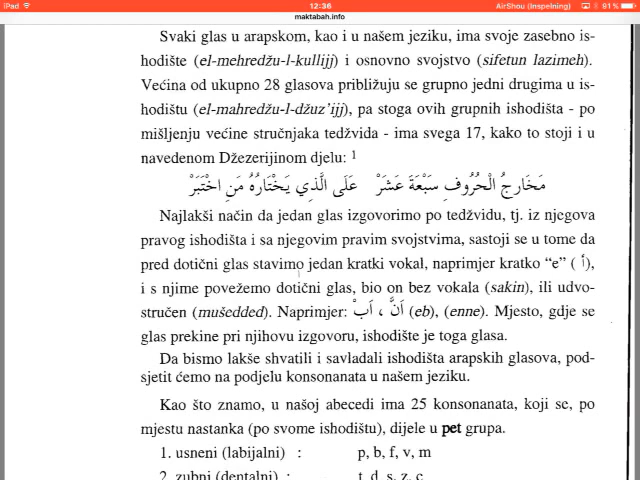 iPad
12:36
AirShou (Inspelning)
91 %
maktabah.info
Svaki glas u arapskom, kao i u našem jeziku, ima svoje zasebno is-
hodište (el-mehredžu-l-kullijj) i osnovno svojstvo (sifetun lazimeh).
Većina od ukupno 28 glasova približuju se grupno jedni drugima u is-
hodištu (el-mahredžu-l-džuz’ijj), pa stoga ovih grupnih ishodišta - po
mišljenju većine stručnjaka tedžvida - ima svega 17, kako to stoji i u
navedenom Džezerijinom djelu: 1
مَخَارِجُ الْحُرُوفِ سَبْعَةَ عَشَرْ عَلَى الَّذِي يَخْتَارُهُ مَنِ اخْتَبَرْ
Najlakši način da jedan glas izgovorimo po tedžvidu, tj. iz njegova
pravog ishodišta i sa njegovim pravim svojstvima, sastoji se u tome da
pred dotični glas stavimo jedan kratki vokal, naprimjer kratko “e” ( أ ),
i s njime povežemo dotični glas, bio on bez vokala (sakin), ili udvo-
stručen (mušedded). Naprimjer: اَبْ ، اَنَّ (eb), (enne). Mjesto, gdje se
glas prekine pri njihovu izgovoru, ishodište je toga glasa.
Da bismo lakše shvatili i savladali ishodišta arapskih glasova, pod-
sjetit ćemo na podjelu konsonanata u našem jeziku.
Kao što znamo, u našoj abecedi ima 25 konsonanata, koji se, po
mjestu nastanka (po svome ishodištu), dijele u pet grupa.
1. usneni (labijalni) : p, b, f, v, m
2. zubni (dentalni) : t, d, s, z, c